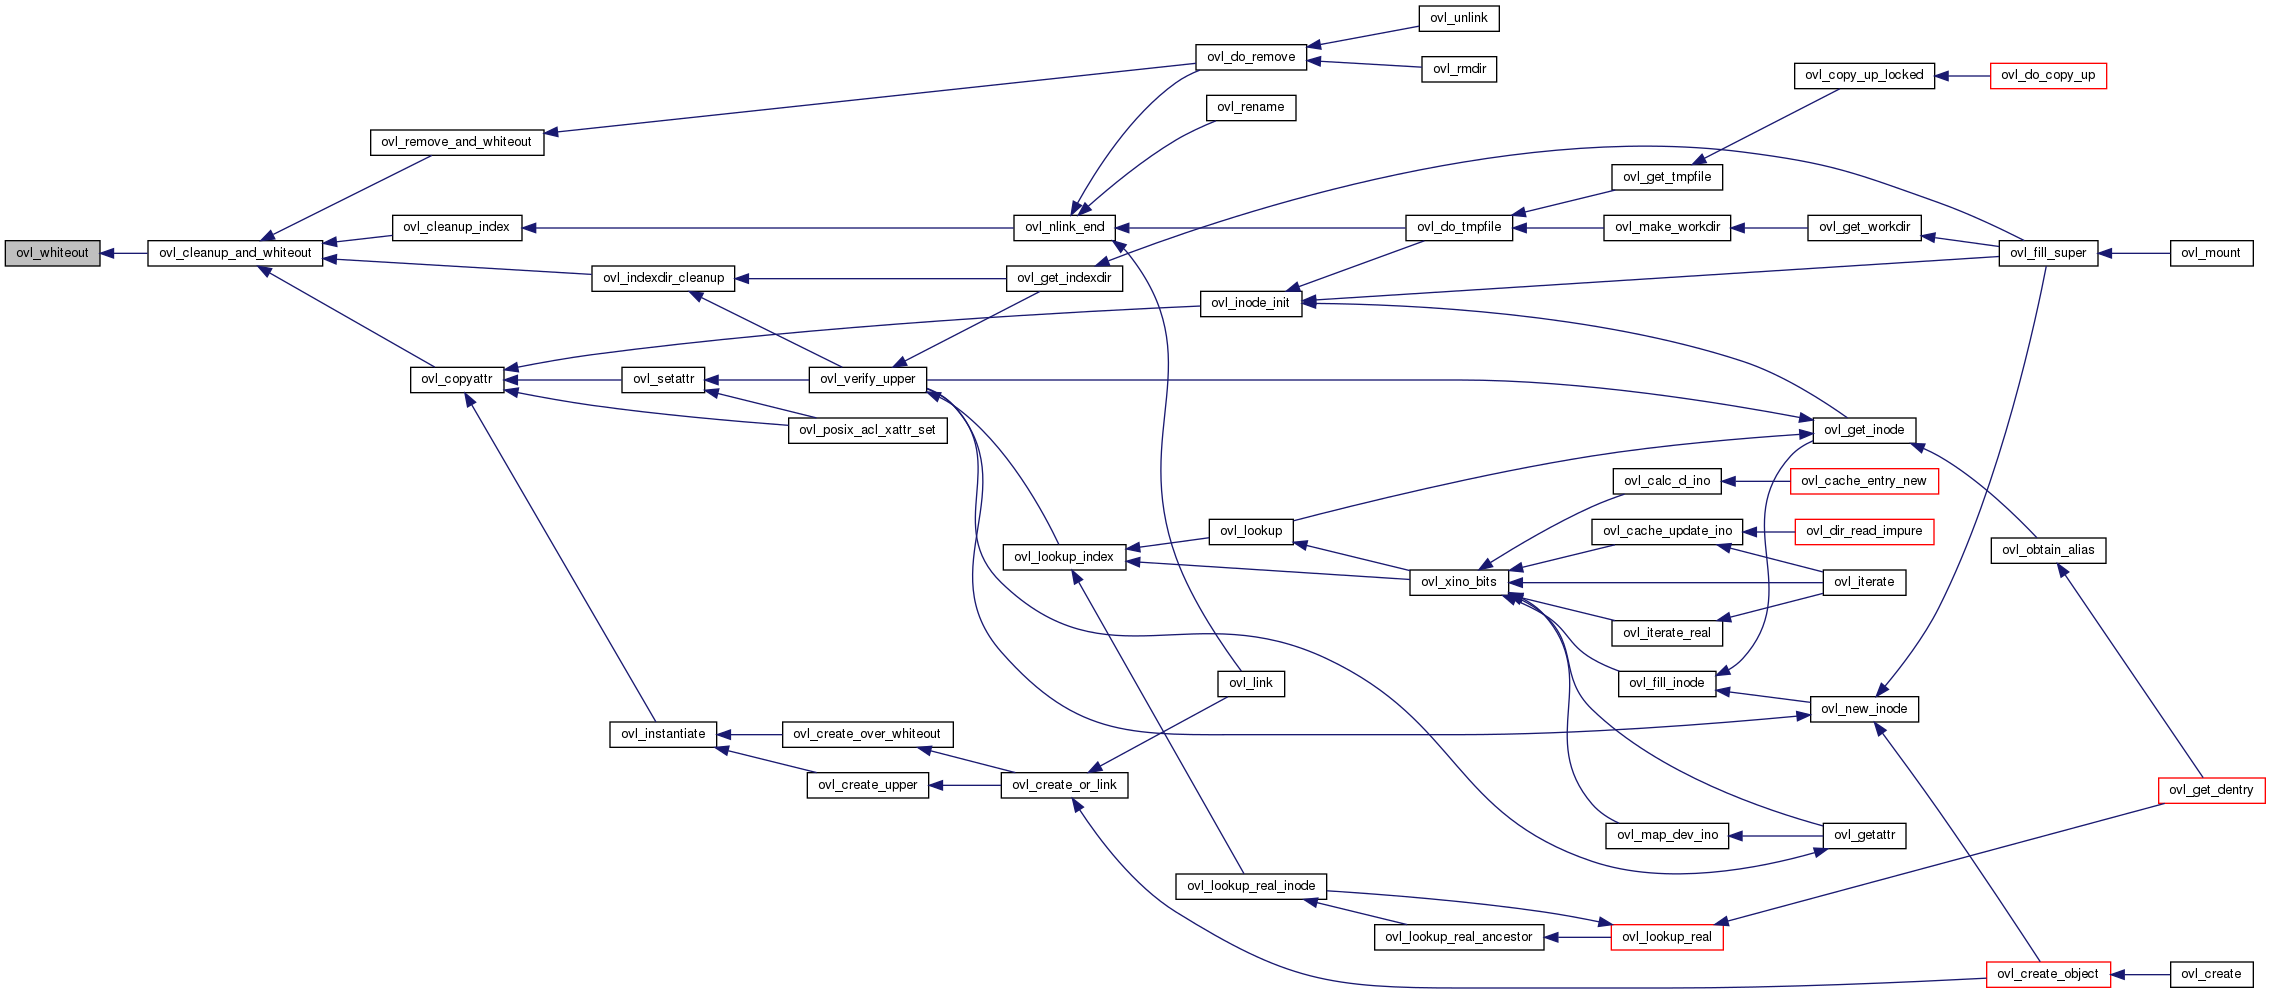 ovl_unlink
ovl_do_remove
ovl_rmdir
ovl_copy_up_locked
ovl_do_copy_up
ovl_rename
ovl_remove_and_whiteout
ovl_get_tmpfile
ovl_cleanup_index
ovl_nlink_end
ovl_do_tmpfile
ovl_make_workdir
ovl_get_workdir
ovl_whiteout
ovl_cleanup_and_whiteout
ovl_fill_super
ovl_mount
ovl_indexdir_cleanup
ovl_get_indexdir
ovl_inode_init
ovl_copyattr
ovl_setattr
ovl_verify_upper
ovl_posix_acl_xattr_set
ovl_get_inode
ovl_calc_d_ino
ovl_cache_entry_new
ovl_lookup
ovl_cache_update_ino
ovl_dir_read_impure
ovl_lookup_index
ovl_obtain_alias
ovl_xino_bits
ovl_iterate
ovl_iterate_real
ovl_link
ovl_fill_inode
ovl_new_inode
ovl_instantiate
ovl_create_over_whiteout
ovl_create_upper
ovl_create_or_link
ovl_get_dentry
ovl_map_dev_ino
ovl_getattr
ovl_lookup_real_inode
ovl_lookup_real_ancestor
ovl_lookup_real
ovl_create_object
ovl_create